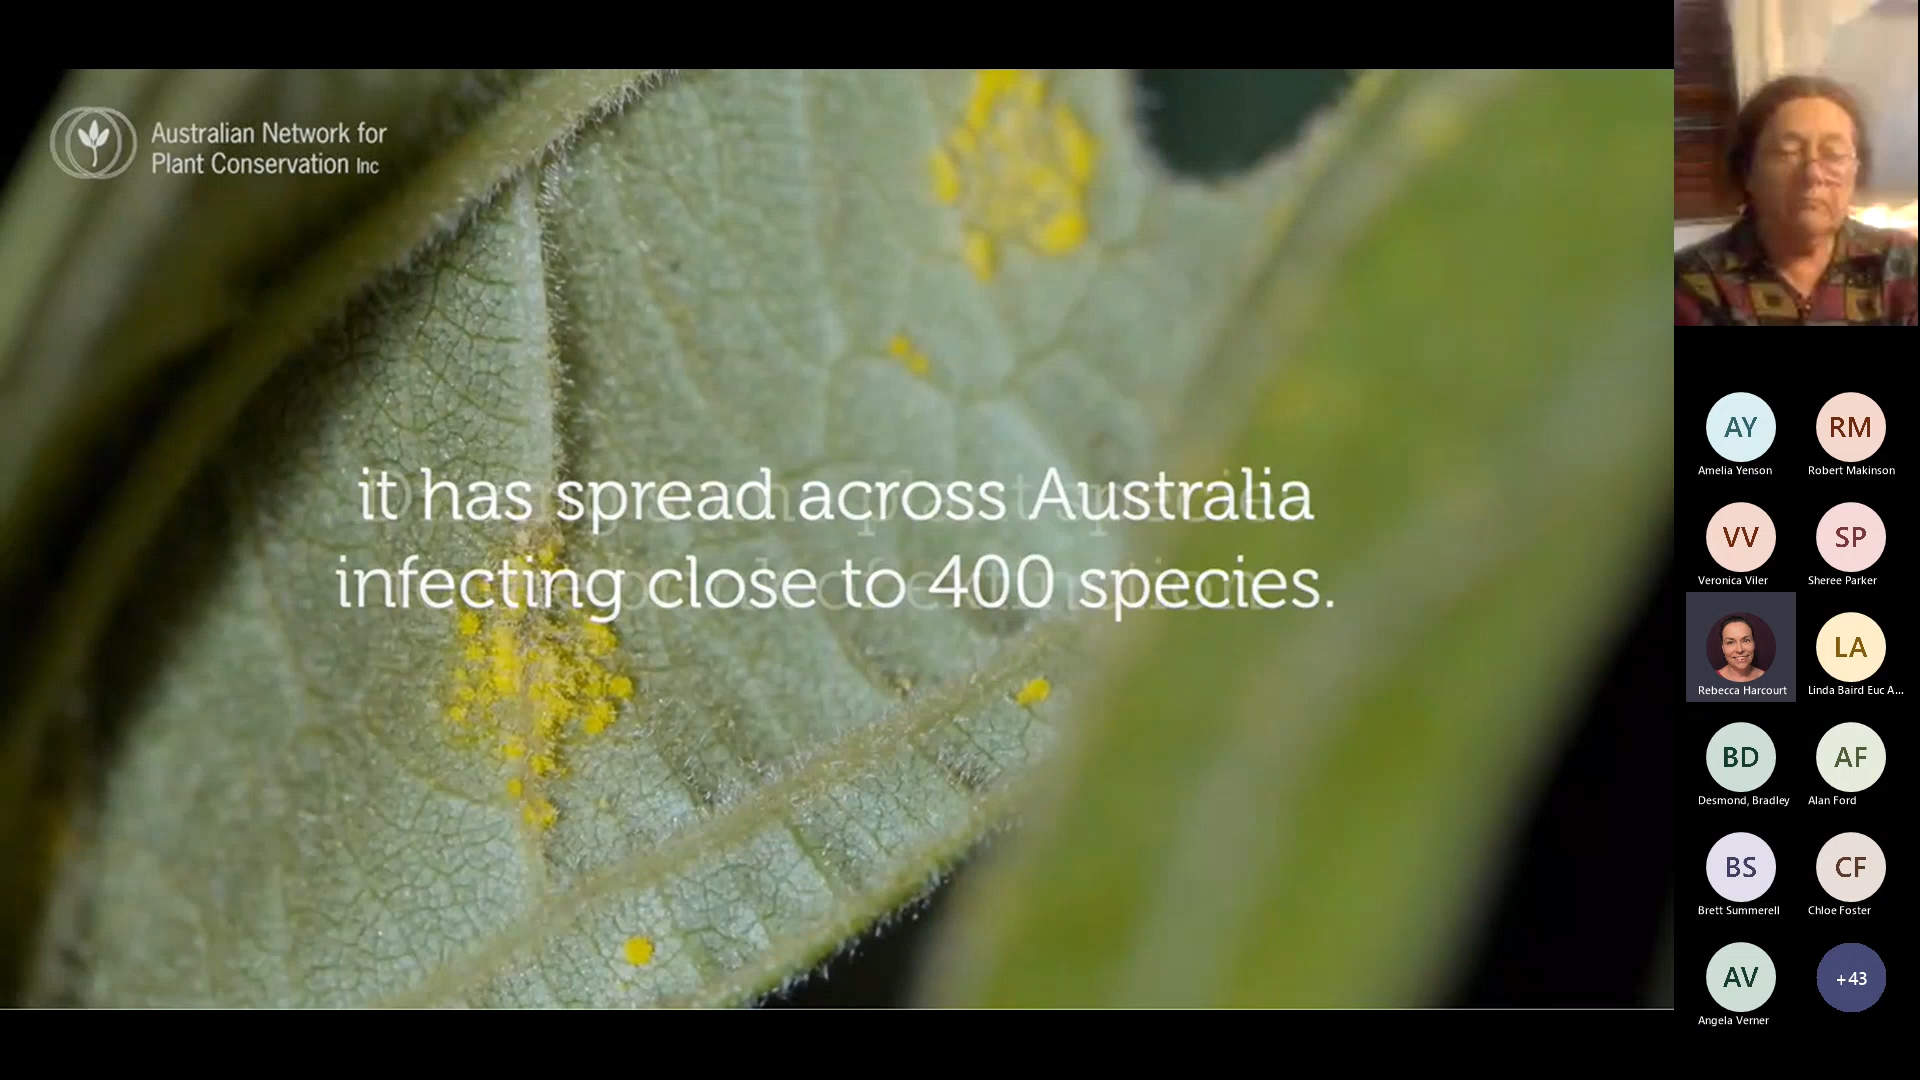 Australian Network for
Plant Conservation Inc
it has spread across Australia
infecting close to 400 species.
AY
Amelia Yenson
RM
Robert Makinson
VV
Veronica Viler
SP
Sheree Parker
Rebecca Harcourt
LA
Linda Baird Euc A...
BD
Desmond, Bradley
AF
Alan Ford
BS
Brett Summerell
CF
Chloe Foster
AV
Angela Verner
+43